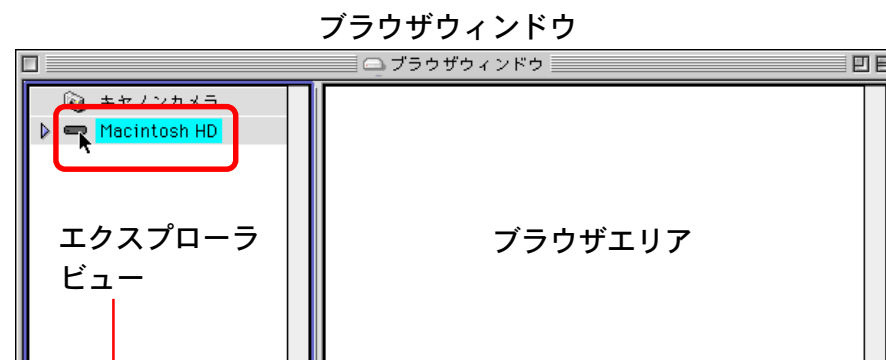 ブラウザウィンドウ
ブラウザウィンドウ
キヤノンカメラ
Macintosh HD
エクスプローラ
ビュー
ブラウザエリア